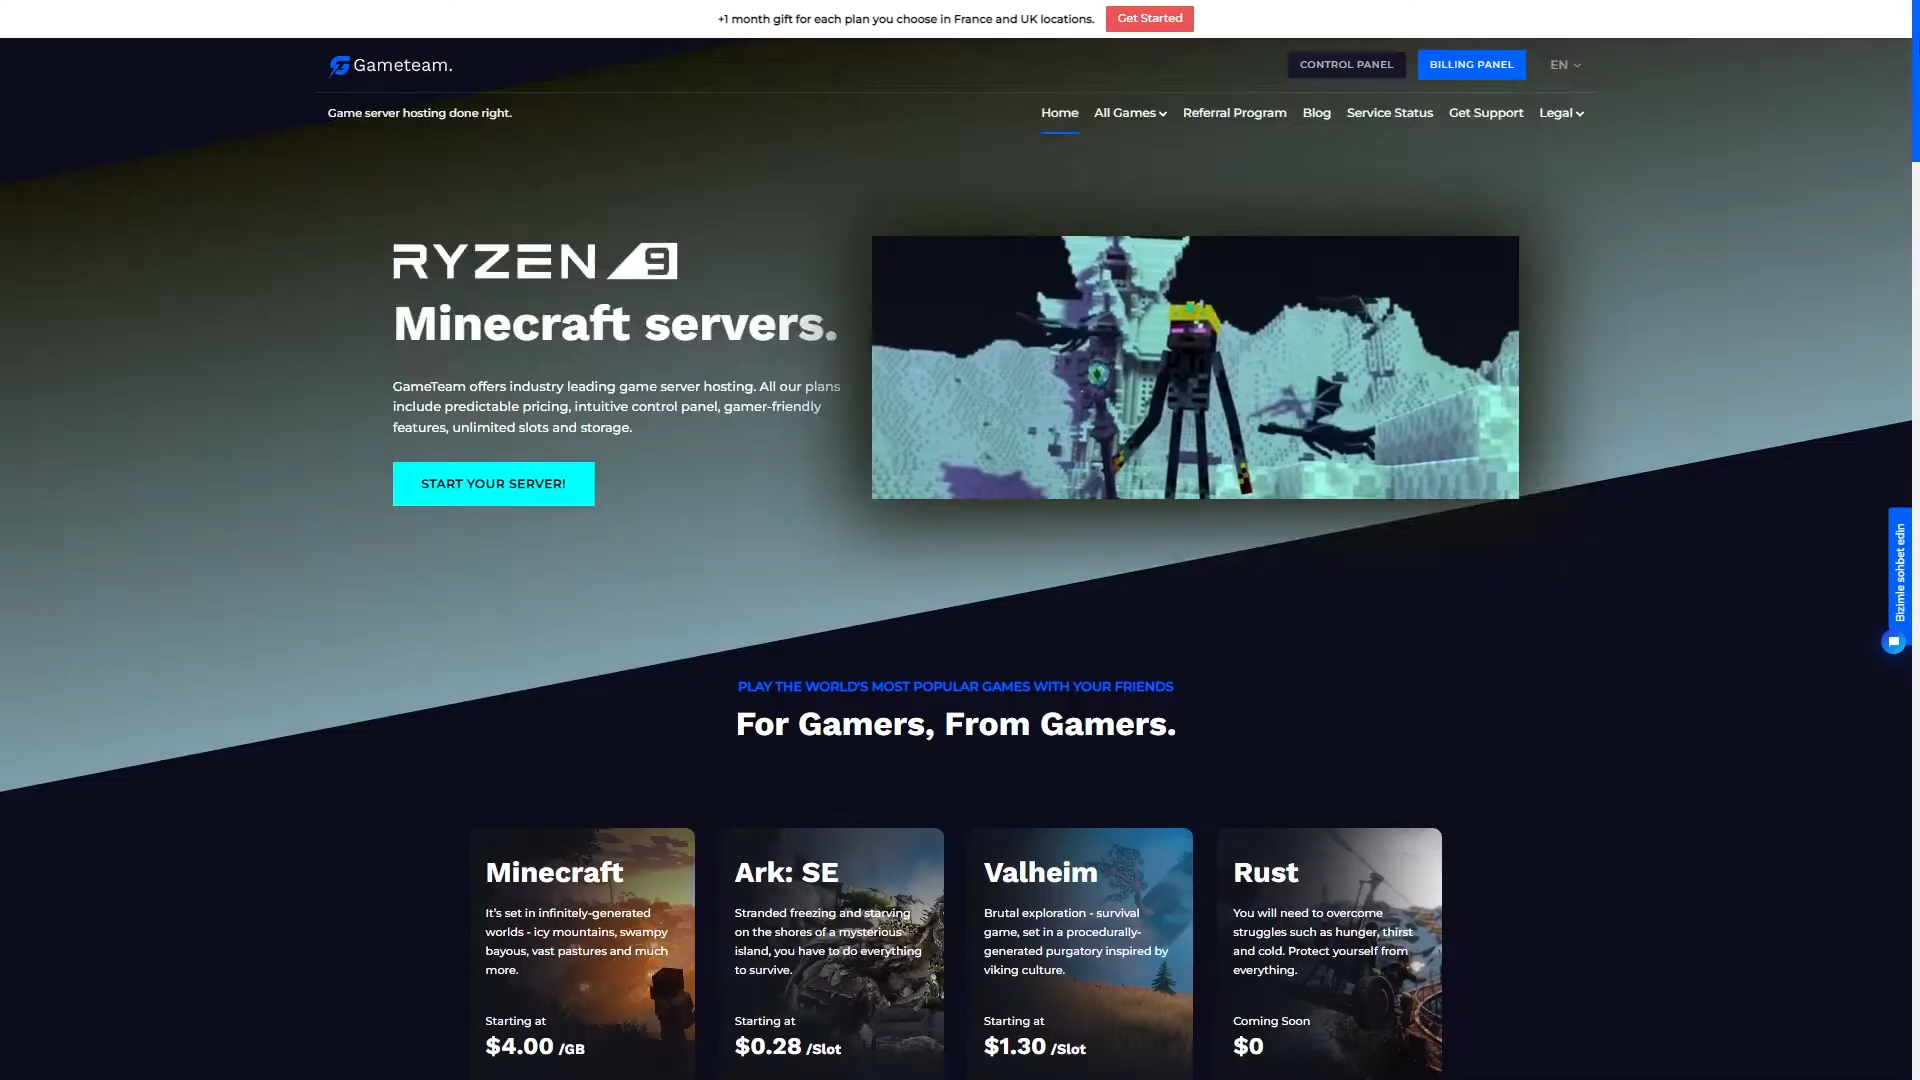 +1 month gift for each plan you choose in France and UK locations. Get Started
Gameteam.
CONTROL PANEL
BILLING PANEL
EN
Game server hosting done right.
Home
All Games
Referral Program
Blog
Service Status
Get Support
Legal
RYZEN 9
Minecraft servers.
GameTeam offers industry leading game server hosting. All our plans
include predictable pricing, intuitive control panel, gamer-friendly
features, unlimited slots and storage.
START YOUR SERVER!
Bizimle sohbet edin
PLAY THE WORLD'S MOST POPULAR GAMES WITH YOUR FRIENDS
For Gamers, From Gamers.
Minecraft
It's set in infinitely-generated
worlds - icy mountains, swampy
bayous, vast pastures and much
more.
Starting at
$4.00 /GB
Ark: SE
Stranded freezing and starving
on the shores of a mysterious
island, you have to do everything
to survive.
Starting at
$0.28 /Slot
Valheim
Brutal exploration - survival
game, set in a procedurally-
generated purgatory inspired by
viking culture.
Starting at
$1.30 /Slot
Rust
You will need to overcome
struggles such as hunger, thirst
and cold. Protect yourself from
everything.
Coming Soon
$0